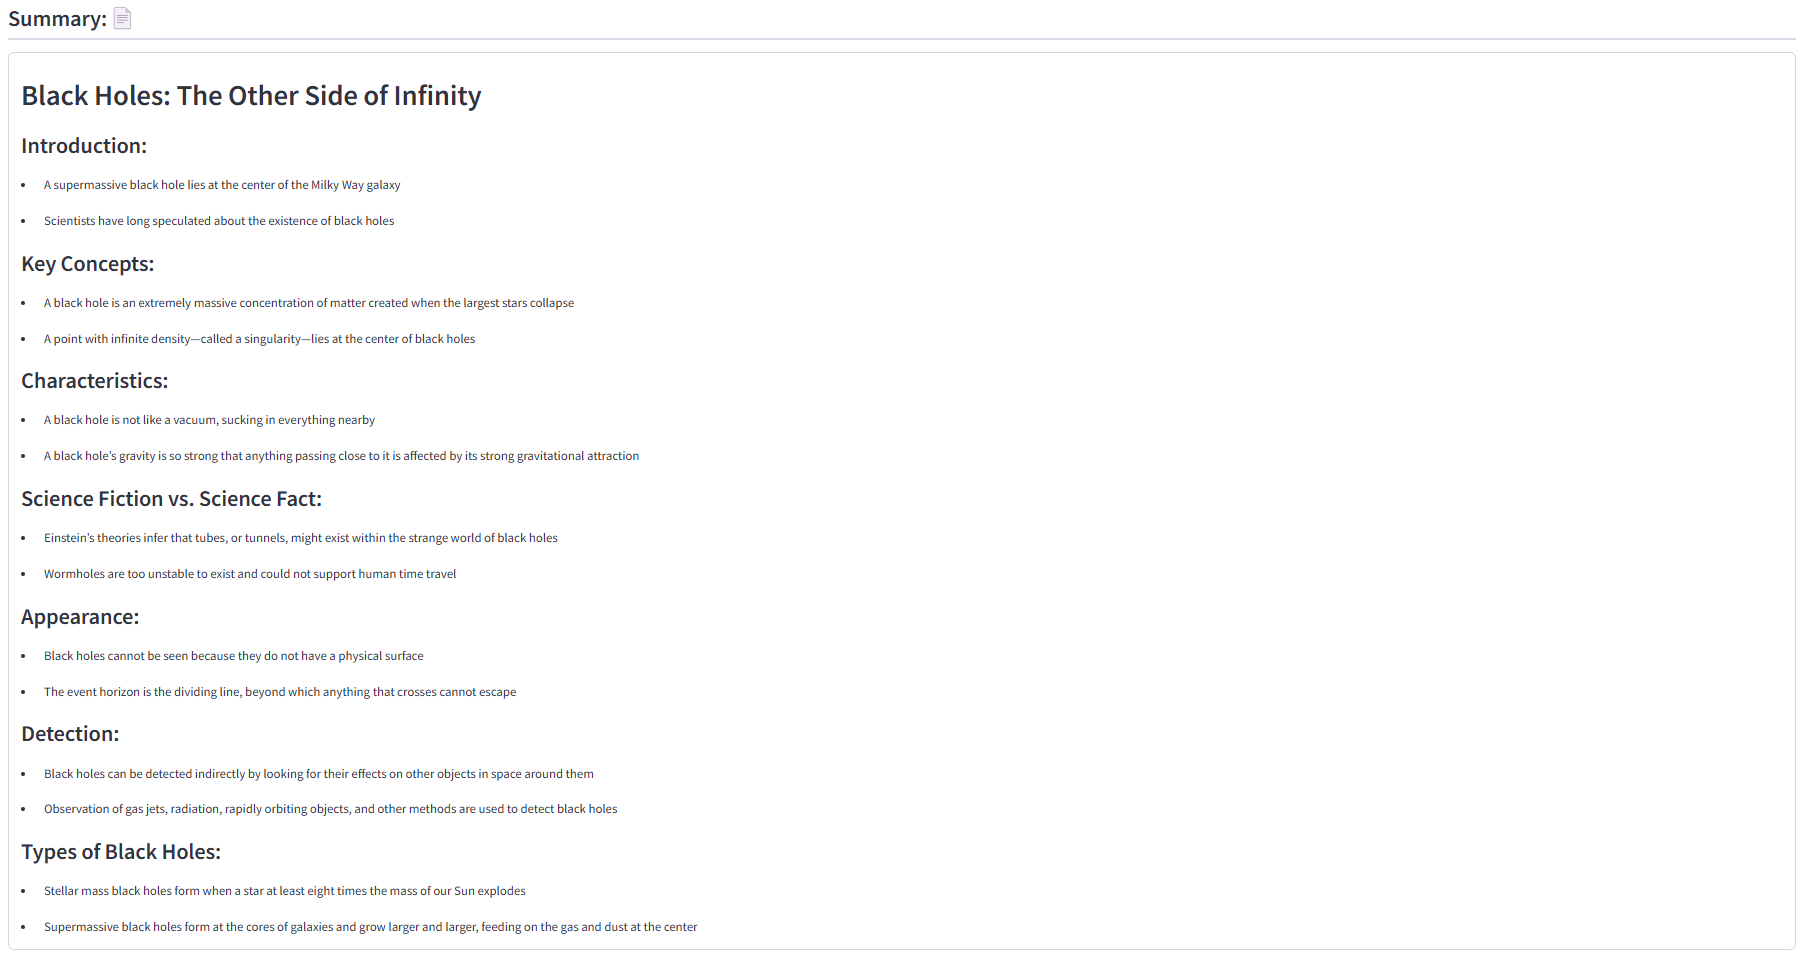 Summary:
Black Holes: The Other Side of Infinity
Introduction:
• A supermassive black hole lies at the center of the Milky Way galaxy
• Scientists have long speculated about the existence of black holes
Key Concepts:
• A black hole is an extremely massive concentration of matter created when the largest stars collapse
• A point with infinite density—called a singularity—lies at the center of black holes
Characteristics:
• A black hole is not like a vacuum, sucking in everything nearby
• A black hole’s gravity is so strong that anything passing close to it is affected by its strong gravitational attraction
Science Fiction vs. Science Fact:
• Einstein’s theories infer that tubes, or tunnels, might exist within the strange world of black holes
• Wormholes are too unstable to exist and could not support human time travel
Appearance:
• Black holes cannot be seen because they do not have a physical surface
• The event horizon is the dividing line, beyond which anything that crosses cannot escape
Detection:
• Black holes can be detected indirectly by looking for their effects on other objects in space around them
• Observation of gas jets, radiation, rapidly orbiting objects, and other methods are used to detect black holes
Types of Black Holes:
• Stellar mass black holes form when a star at least eight times the mass of our Sun explodes
• Supermassive black holes form at the cores of galaxies and grow larger and larger, feeding on the gas and dust at the center